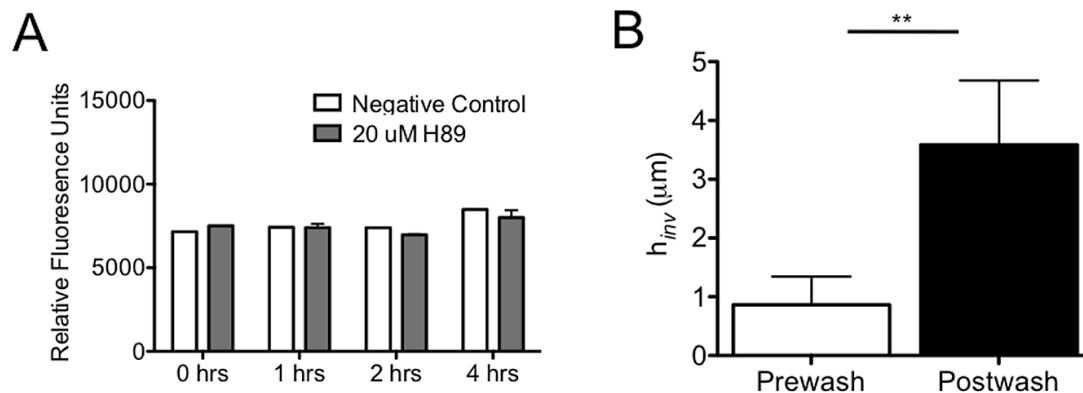 A
Relative Fluoresence Units
15000
10000
5000
0
Negative Control
20 uM H89
0 hrs
1 hrs
2 hrs
4 hrs
B
**
hinv (μm)
5
4
3
2
1
0
Prewash
Postwash